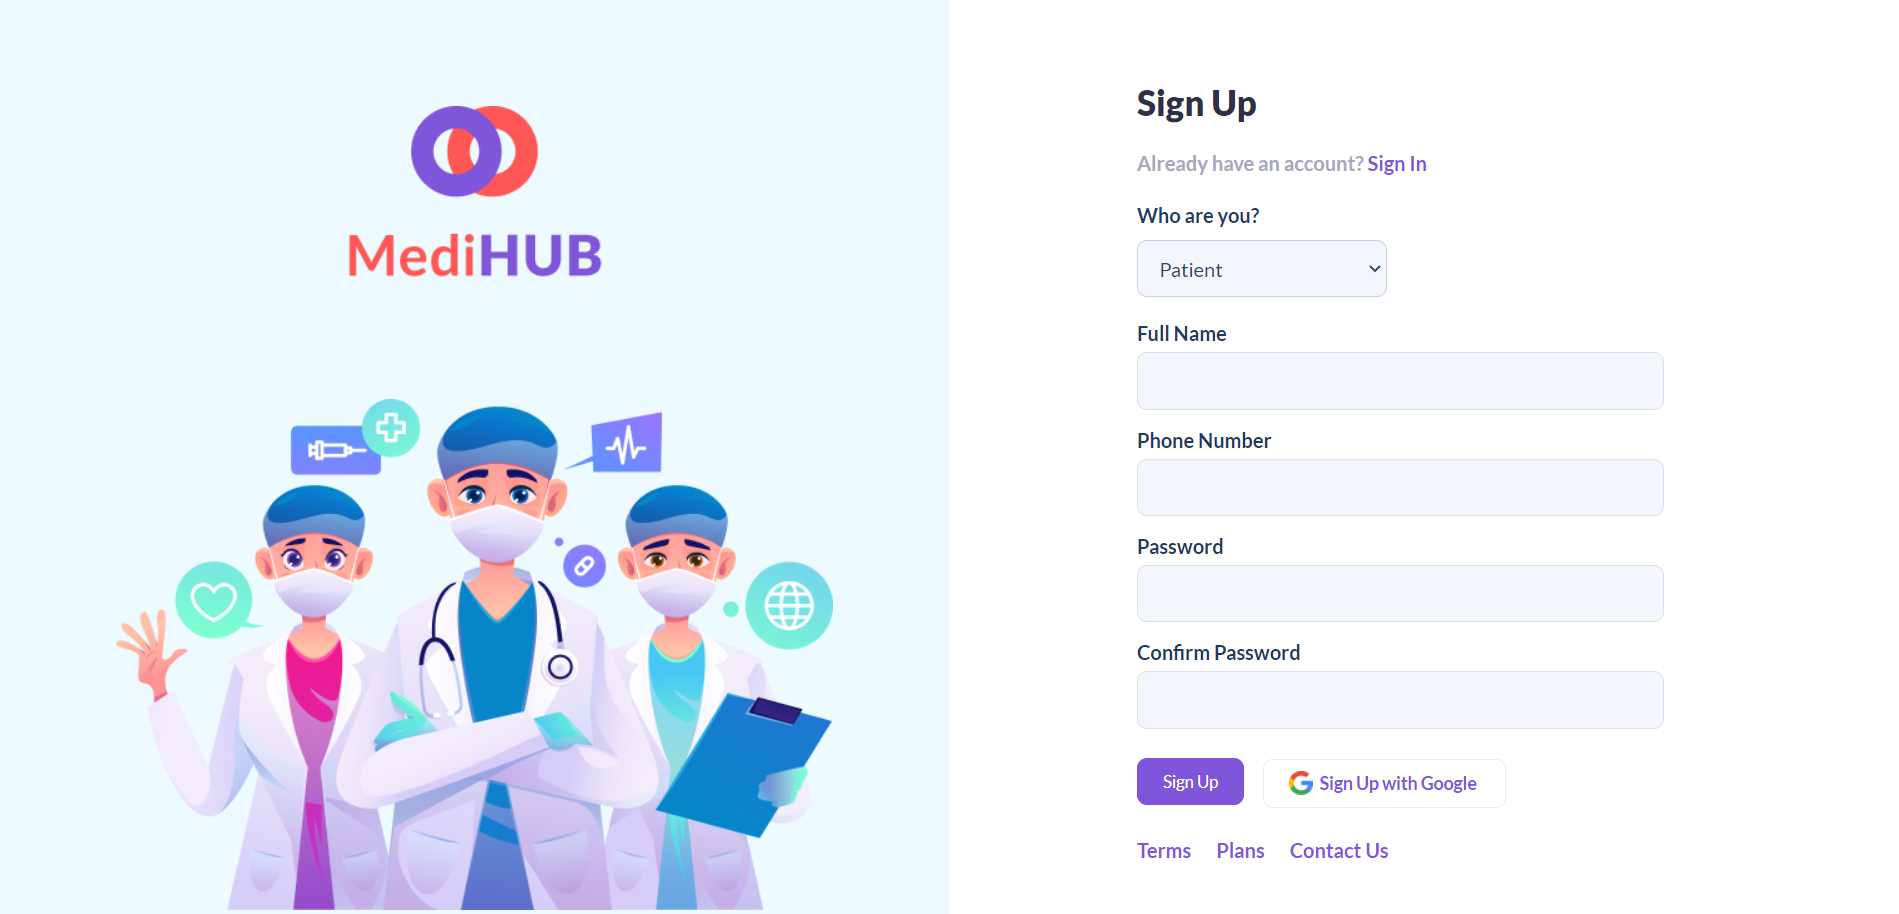 MediHUB
Sign Up
Already have an account? Sign In
Who are you?
Patient
Full Name
Phone Number
Password
Confirm Password
Sign Up
Sign Up with Google
Terms Plans Contact Us